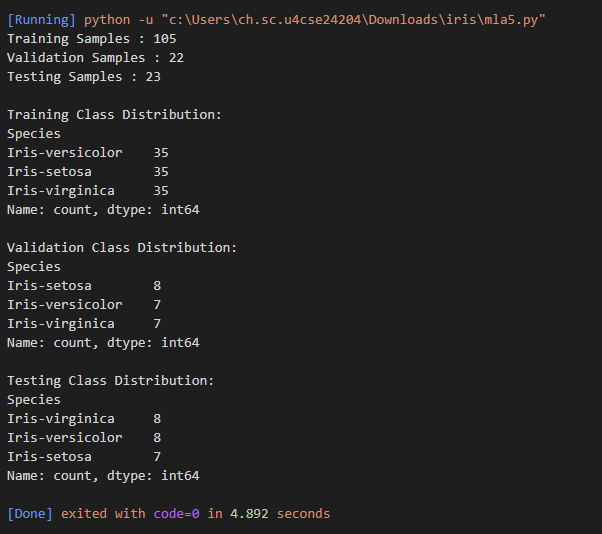 [Running] python -u "c:\Users\ch.sc.u4cse24204\Downloads\iris\mla5.py"
Training Samples : 105
Validation Samples : 22
Testing Samples : 23

Training Class Distribution:
Species
Iris-versicolor    35
Iris-setosa        35
Iris-virginica     35
Name: count, dtype: int64

Validation Class Distribution:
Species
Iris-setosa        8
Iris-versicolor    7
Iris-virginica     7
Name: count, dtype: int64

Testing Class Distribution:
Species
Iris-virginica     8
Iris-versicolor    8
Iris-setosa        7
Name: count, dtype: int64

[Done] exited with code=0 in 4.892 seconds